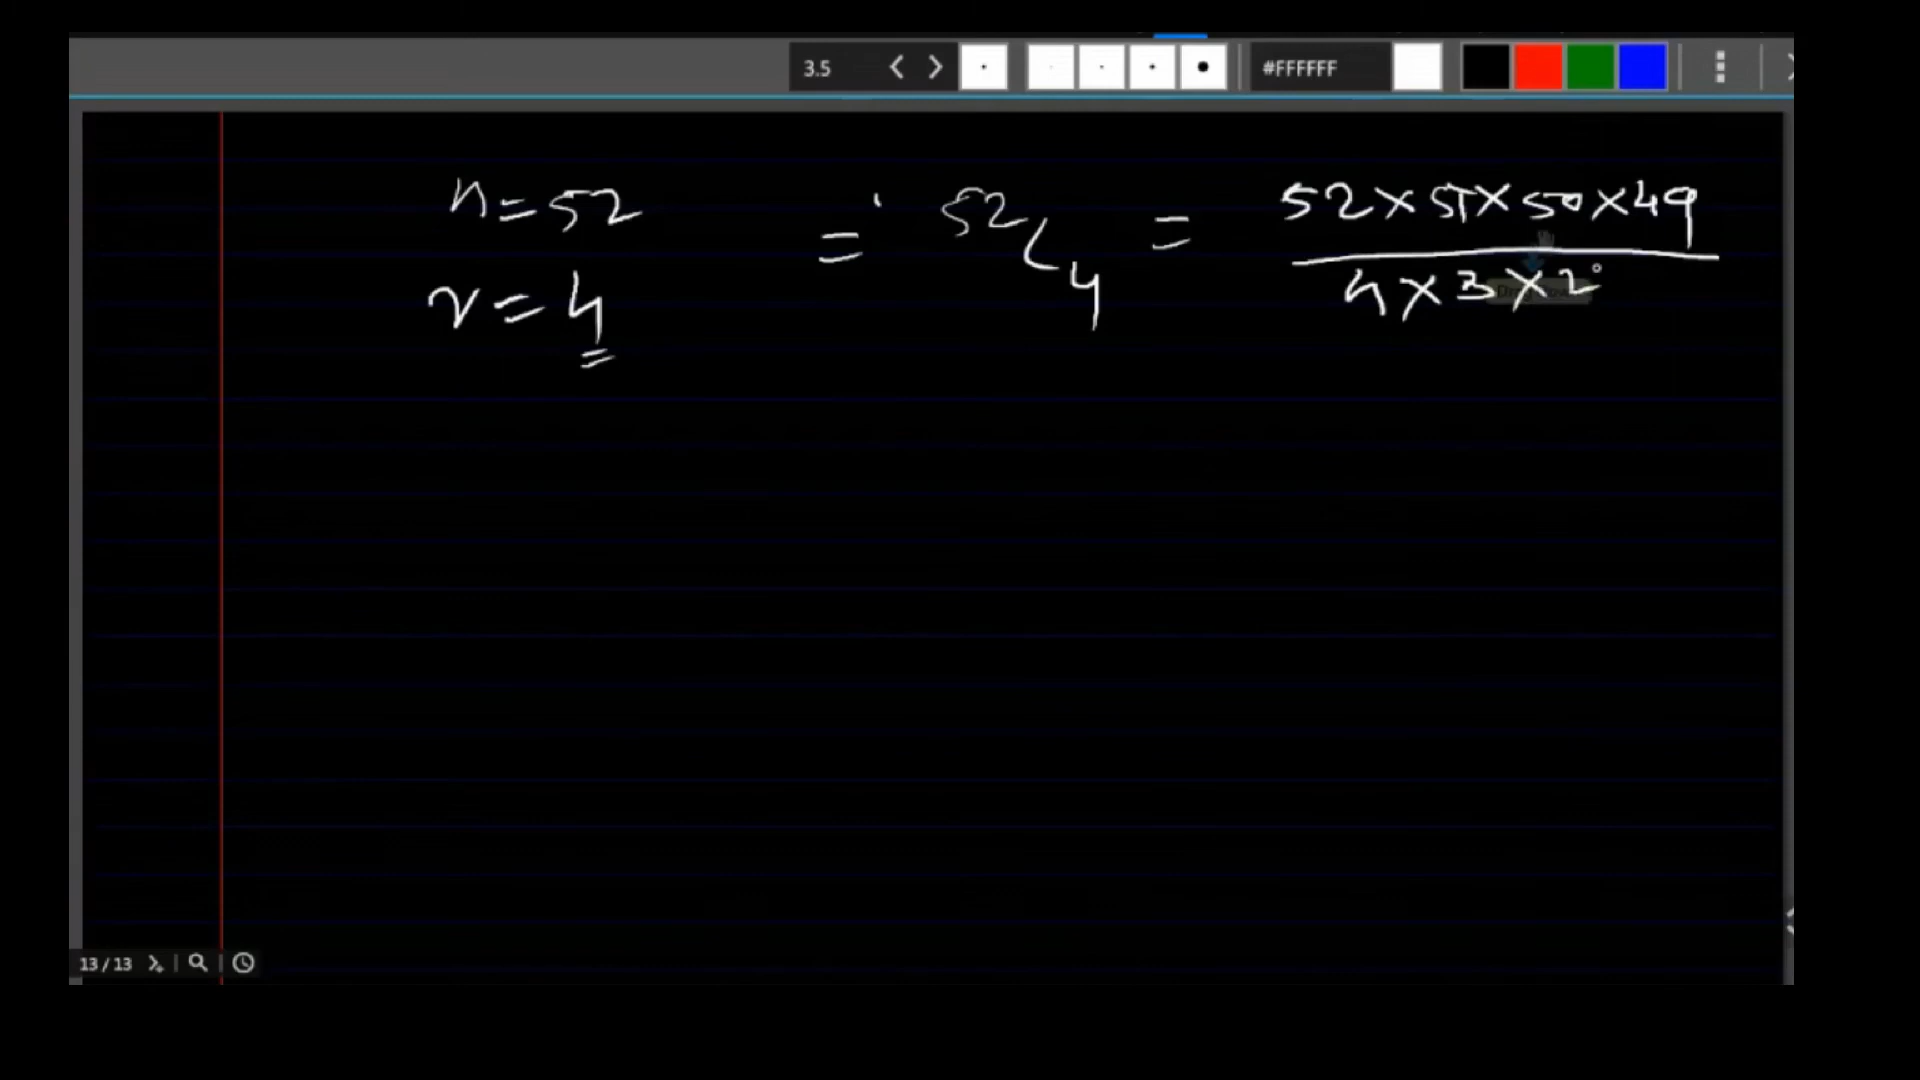 3.5 #FFFFFF
n=52 = 52C4 = 52×51×50×49
4×3×2
r=4
13/13